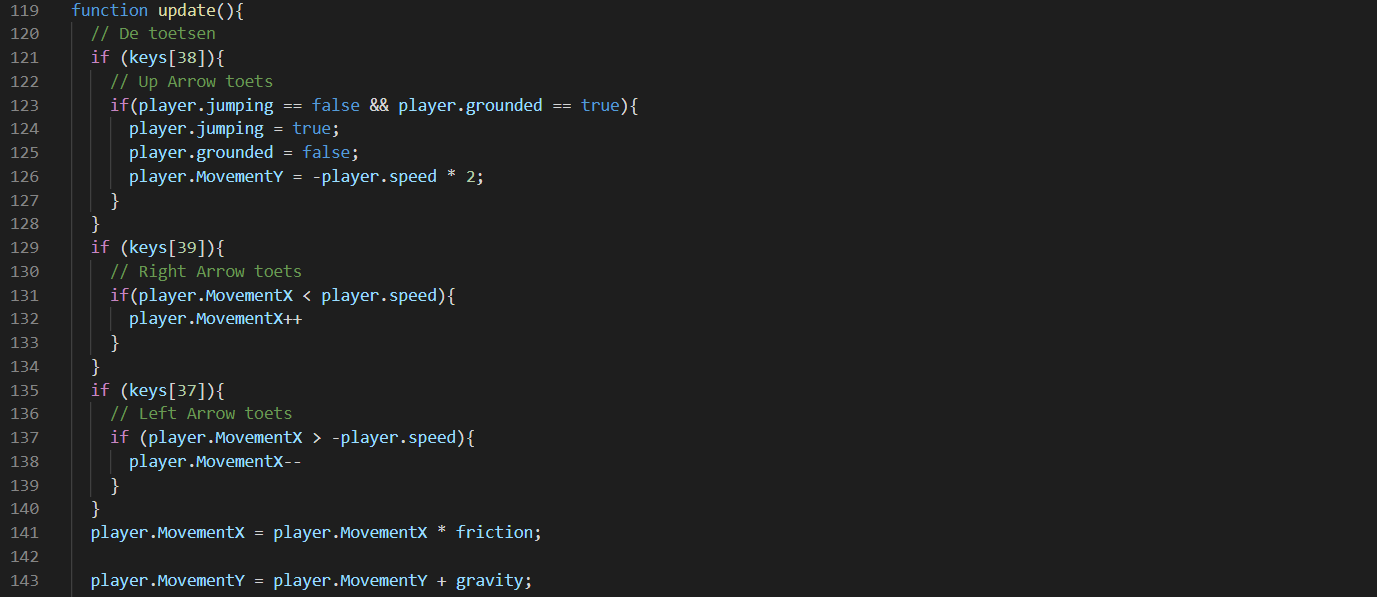 119 function update(){
120 // De toetsen
121 if (keys[38]){
122 // Up Arrow toets
123 if(player.jumping == false && player.grounded == true){
124 player.jumping = true;
125 player.grounded = false;
126 player.MovementY = -player.speed * 2;
127 }
128 }
129 if (keys[39]){
130 // Right Arrow toets
131 if(player.MovementX < player.speed){
132 player.MovementX++
133 }
134 }
135 if (keys[37]){
136 // Left Arrow toets
137 if (player.MovementX > -player.speed){
138 player.MovementX--
139 }
140 }
141 player.MovementX = player.MovementX * friction;
142
143 player.MovementY = player.MovementY + gravity;